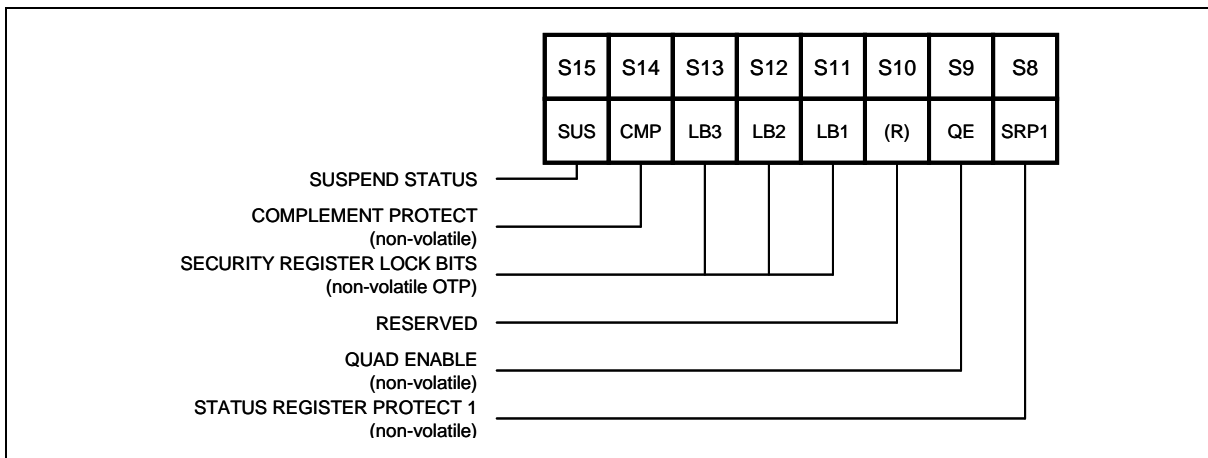 S15 S14 S13 S12 S11 S10 S9 S8
SUS CMP LB3 LB2 LB1 (R) QE SRP1
SUSPEND STATUS
COMPLEMENT PROTECT
(non-volatile)
SECURITY REGISTER LOCK BITS
(non-volatile OTP)
RESERVED
QUAD ENABLE
(non-volatile)
STATUS REGISTER PROTECT 1
(non-volatile)